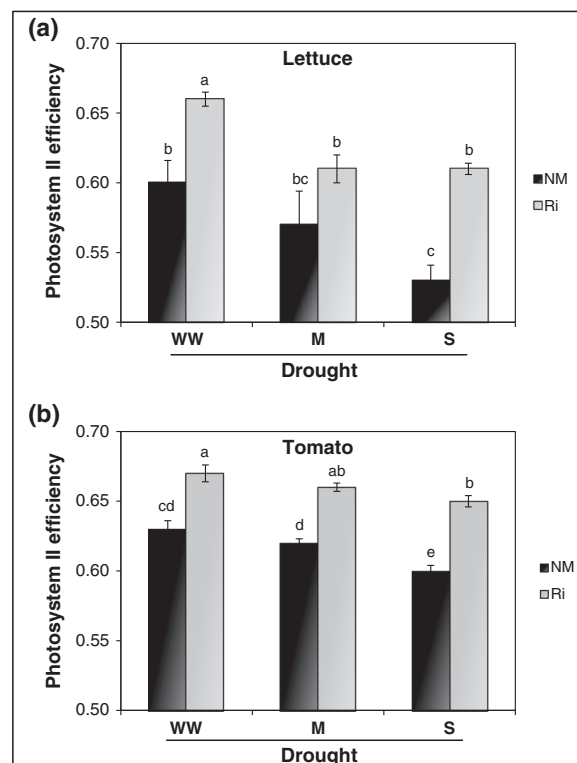 (a)
Lettuce
Photosystem II efficiency
0.70
0.65
0.60
0.55
0.50
b
a
bc
b
c
b
WW
M
S
Drought
NM
Ri
(b)
Tomato
Photosystem II efficiency
0.70
0.65
0.60
0.55
0.50
cd
a
d
ab
e
b
WW
M
S
Drought
NM
Ri